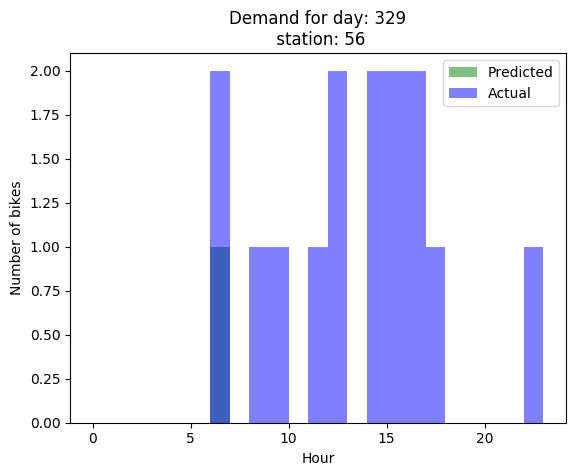 Demand for day: 329
station: 56
Predicted
Actual
2.00
1.75
1.50
1.25
1.00
0.75
0.50
0.25
0.00
Number of bikes
0 5 10 15 20
Hour